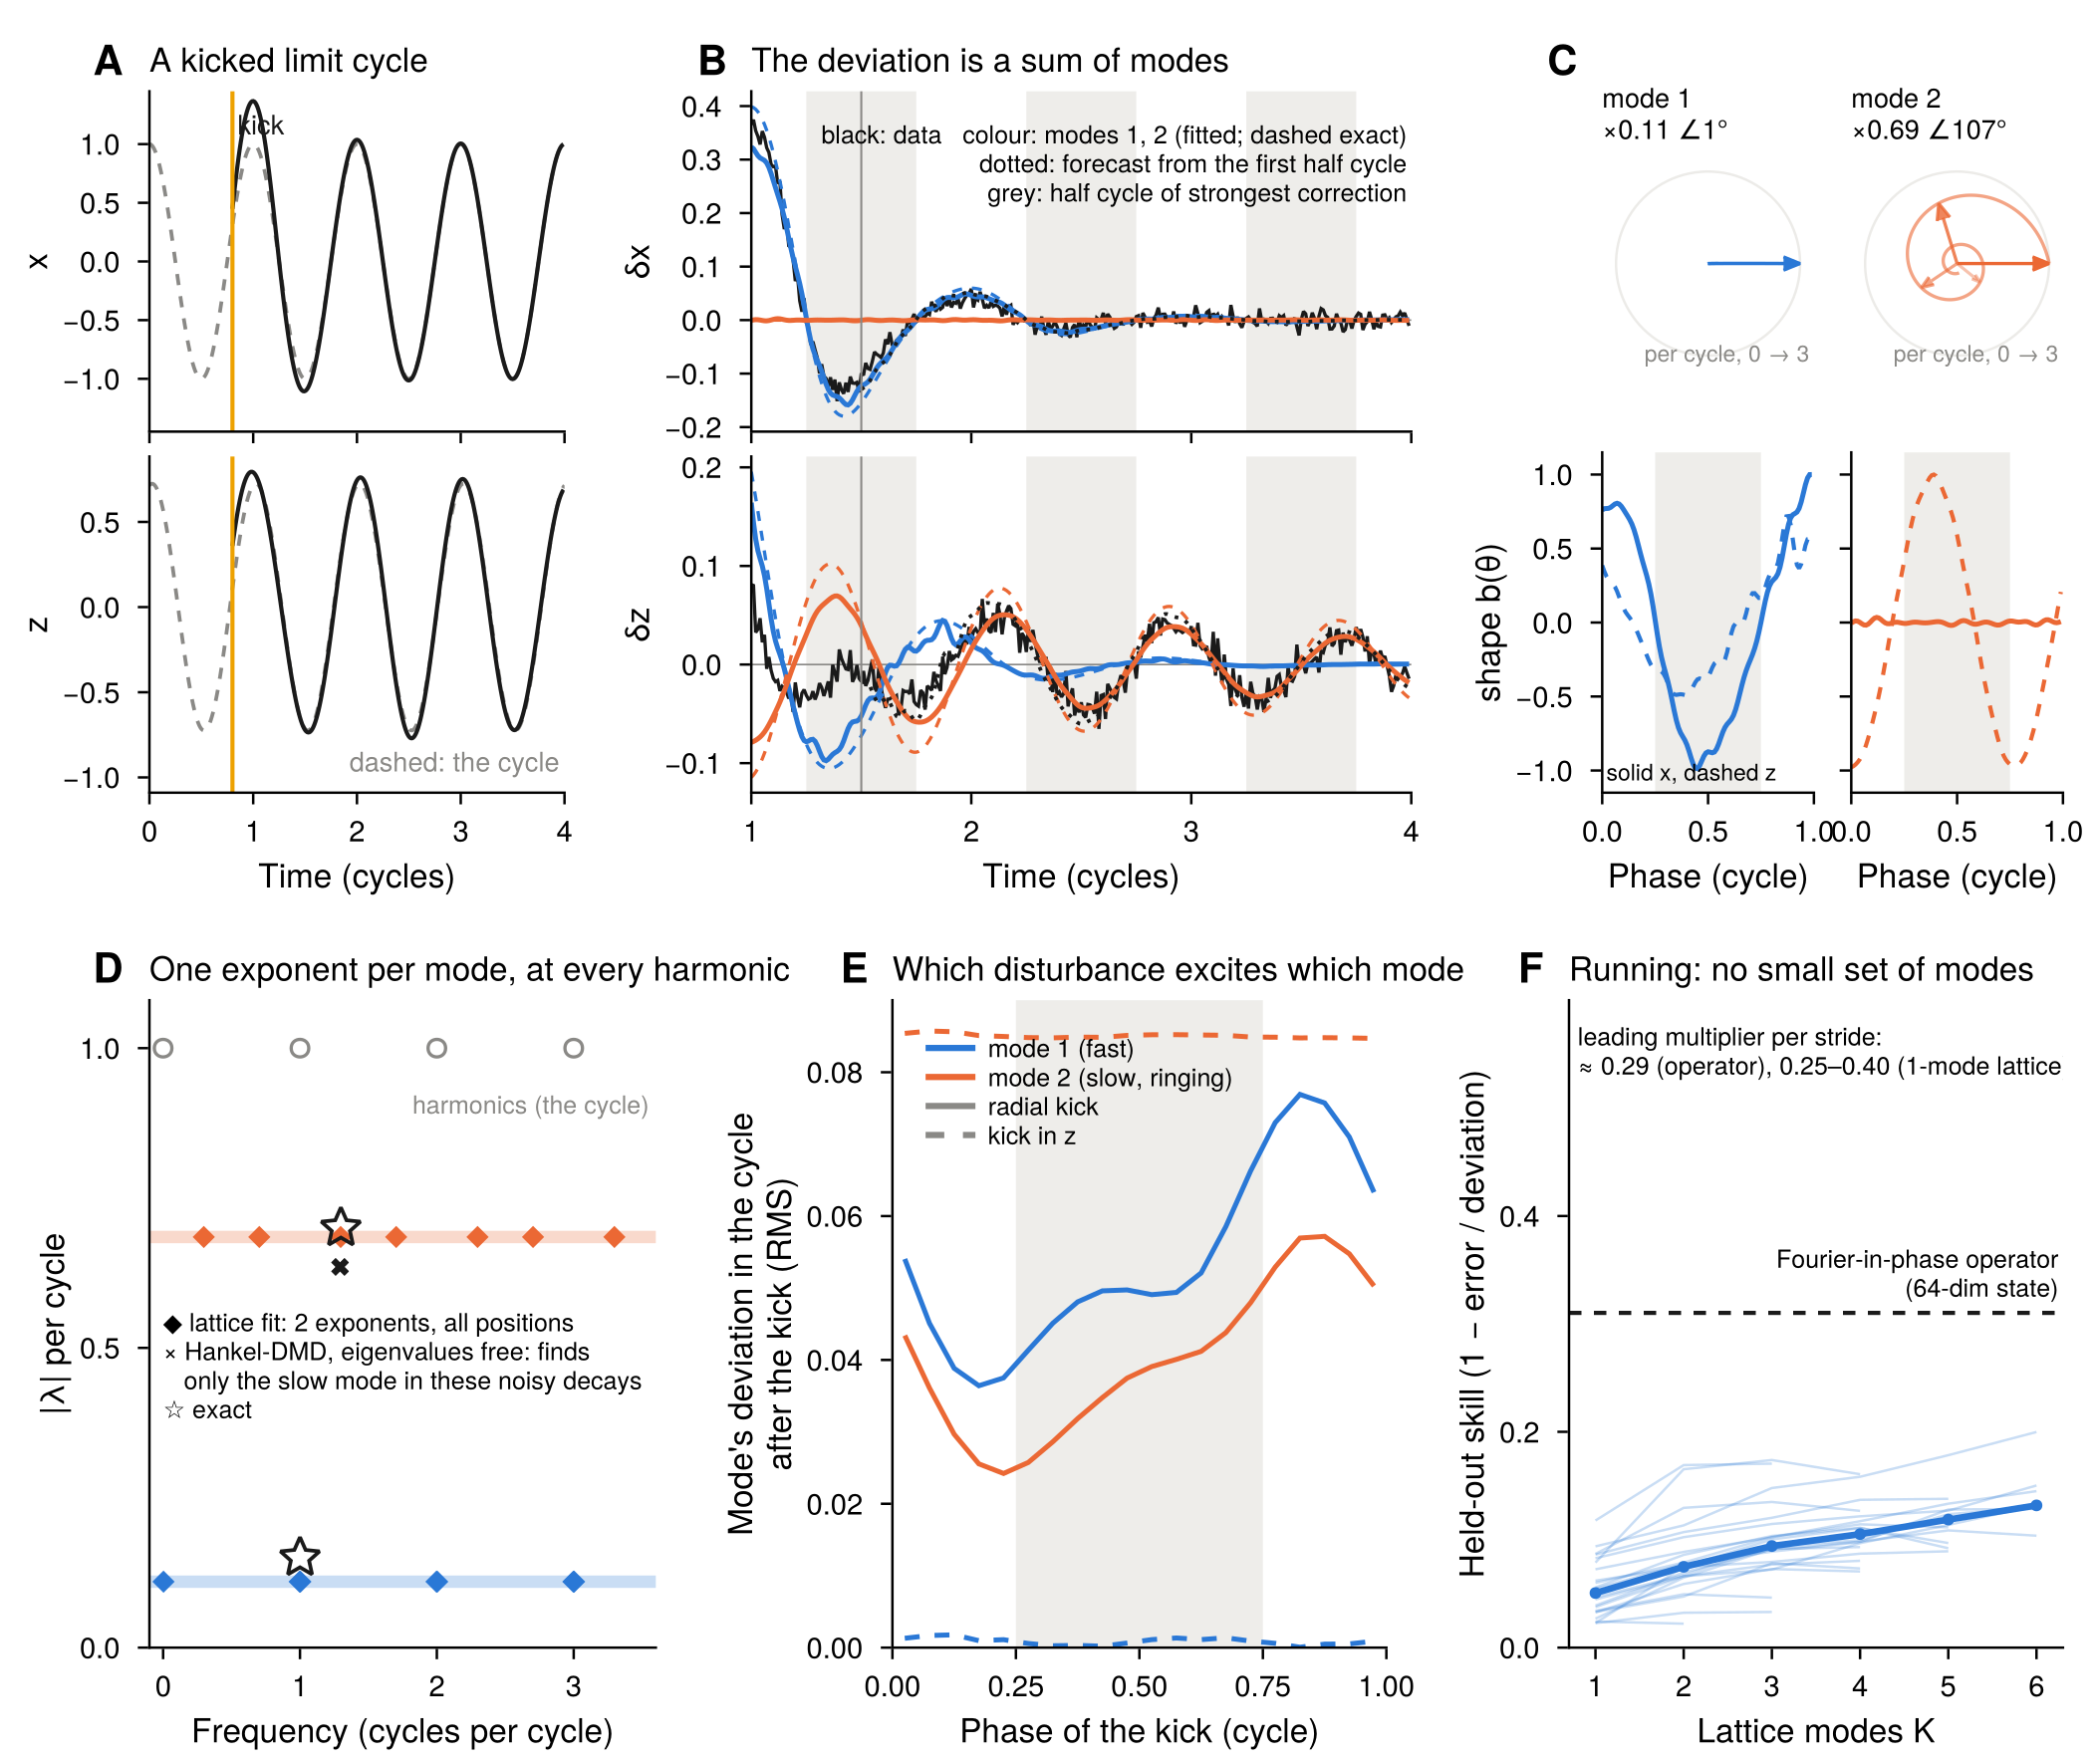 A A kicked limit cycle
kick
x
1.0
0.5
0.0
−0.5
−1.0
z
0.5
0.0
−0.5
−1.0
dashed: the cycle
0 1 2 3 4
Time (cycles)
B The deviation is a sum of modes
black: data colour: modes 1, 2 (fitted; dashed exact)
dotted: forecast from the first half cycle
grey: half cycle of strongest correction
δx
0.4
0.3
0.2
0.1
0.0
−0.1
−0.2
δz
0.2
0.1
0.0
−0.1
1 2 3 4
Time (cycles)
C
mode 1
×0.11 ∠1°
per cycle, 0 → 3
mode 2
×0.69 ∠107°
per cycle, 0 → 3
shape b(θ)
1.0
0.5
0.0
−0.5
−1.0
solid x, dashed z
0.0 0.5 1.0
Phase (cycle)
0.0 0.5 1.0
Phase (cycle)
D One exponent per mode, at every harmonic
|λ| per cycle
1.0
0.5
0.0
harmonics (the cycle)
◆ lattice fit: 2 exponents, all positions
× Hankel-DMD, eigenvalues free: finds
only the slow mode in these noisy decays
☆ exact
0 1 2 3
Frequency (cycles per cycle)
E Which disturbance excites which mode
Mode's deviation in the cycle
after the kick (RMS)
0.08
0.06
0.04
0.02
0.00
mode 1 (fast)
mode 2 (slow, ringing)
radial kick
kick in z
0.00 0.25 0.50 0.75 1.00
Phase of the kick (cycle)
F Running: no small set of modes
leading multiplier per stride:
≈ 0.29 (operator), 0.25–0.40 (1-mode lattice
Held-out skill (1 − error / deviation)
0.4
0.2
0.0
Fourier-in-phase operator
(64-dim state)
1 2 3 4 5 6
Lattice modes K